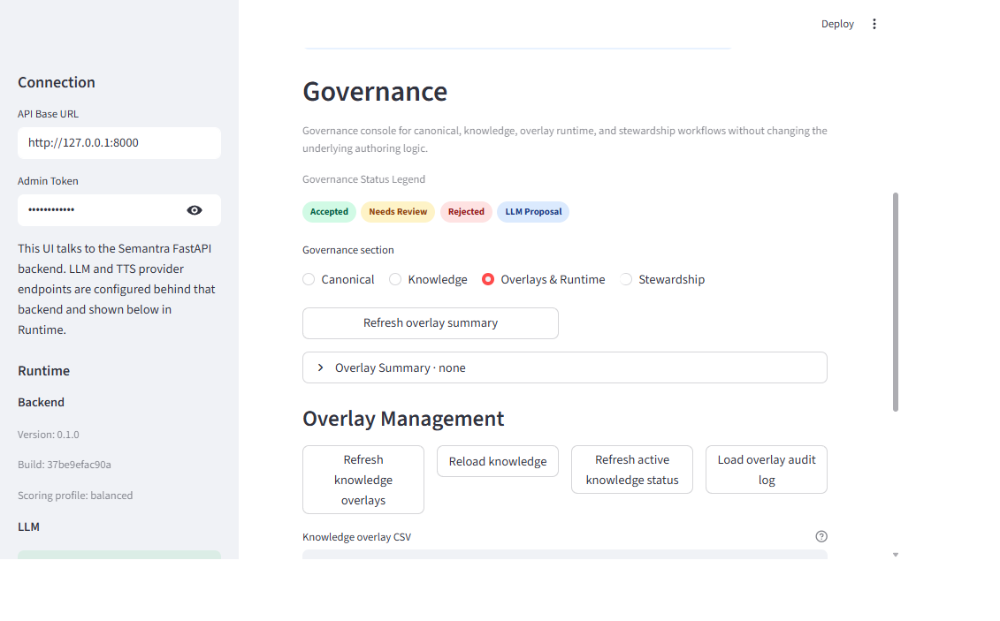 Deploy
Connection
API Base URL
http://127.0.0.1:8000
Admin Token
••••••••••••
This UI talks to the Semantra FastAPI
backend. LLM and TTS provider
endpoints are configured behind that
backend and shown below in
Runtime.
Runtime
Backend
Version: 0.1.0
Build: 37be9efac90a
Scoring profile: balanced
LLM
Governance
Governance console for canonical, knowledge, overlay runtime, and stewardship workflows without changing the
underlying authoring logic.
Governance Status Legend
Accepted Needs Review Rejected LLM Proposal
Governance section
Canonical Knowledge Overlays & Runtime Stewardship
Refresh overlay summary
Overlay Summary · none
Overlay Management
Refresh
knowledge
overlays
Reload knowledge
Refresh active
knowledge status
Load overlay audit
log
Knowledge overlay CSV